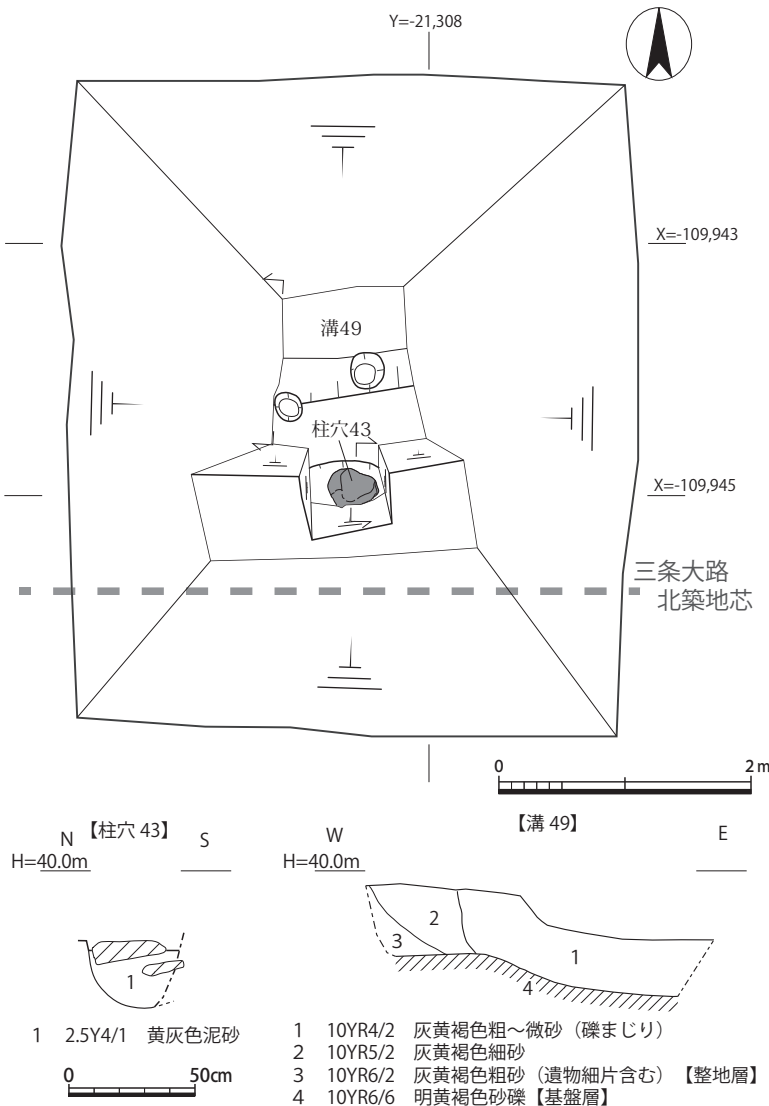 Y=-21,308
X=-109,943
溝49
柱穴43
X=-109,945
三条大路
北築地芯
0 2 m
【柱穴 43】
N S
H=40.0m
1
1 2.5Y4/1 黄灰色泥砂
0 50cm
【溝 49】
W E
H=40.0m
2
3
1
4
1 10YR4/2 灰黄褐色粗～微砂（礫まじり）
2 10YR5/2 灰黄褐色細砂
3 10YR6/2 灰黄褐色粗砂（遺物細片含む）【整地層】
4 10YR6/6 明黄褐色砂礫【基盤層】